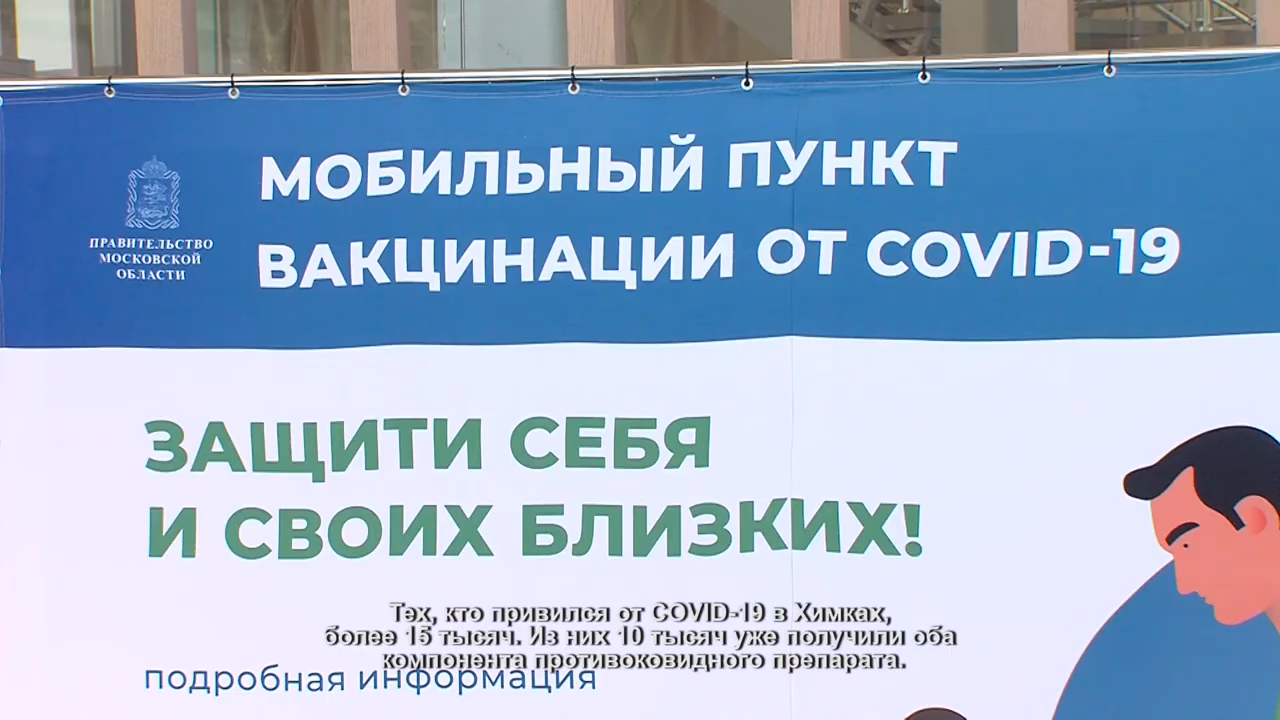 МОБИЛЬНЫЙ ПУНКТ
ВАКЦИНАЦИИ ОТ COVID-19
ПРАВИТЕЛЬСТВО
МОСКОВСКОЙ
ОБЛАСТИ
ЗАЩИТИ СЕБЯ
И СВОИХ БЛИЗКИХ!
Тех, кто привился от COVID-19 в Химках,
более 15 тысяч. Из них 10 тысяч уже получили оба
компонента противоковидного препарата.
подробная информация